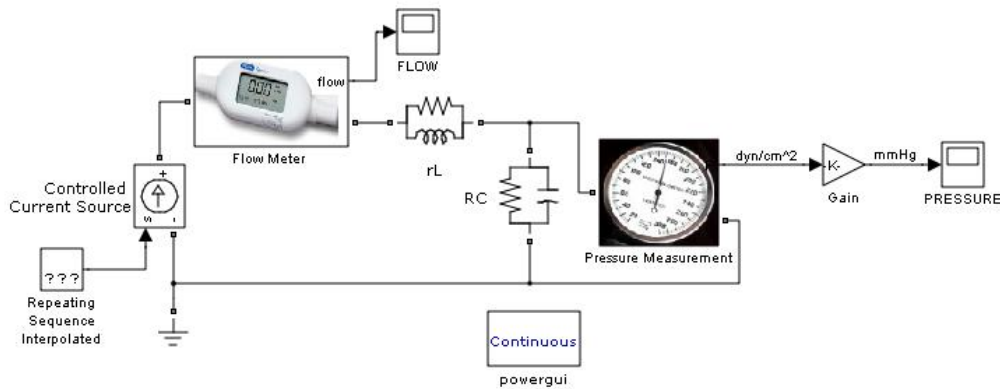 FLOW
flow
Flow Meter
rL
Controlled
Current Source
+
S
-
RC
dyn/cm^2
K-
mmHg
Gain
PRESSURE
Pressure Measurement
???
Repeating
Sequence
Interpolated
Continuous
powergui